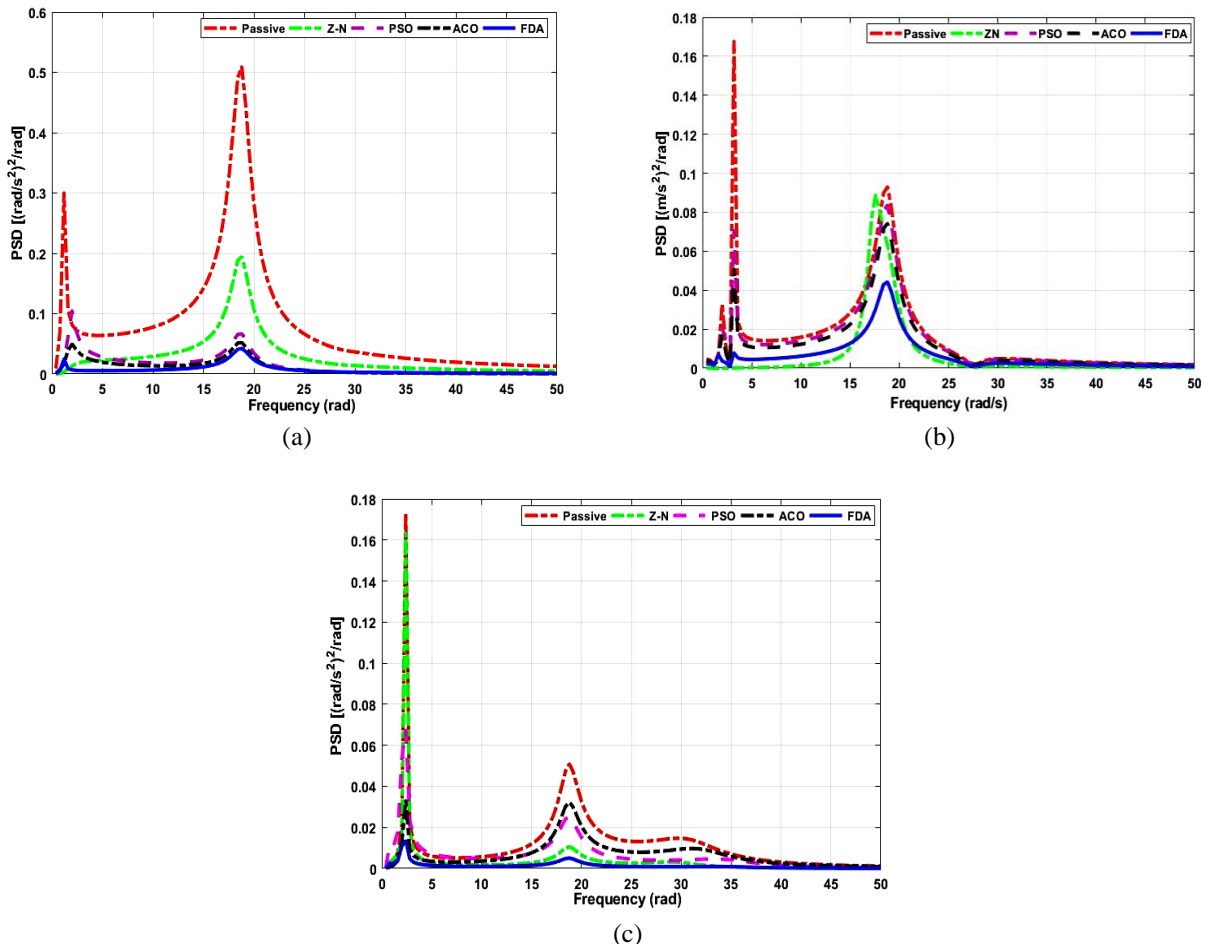 0.6
0.5
0.4
0.3
0.2
0.1
0
PSD [(rad/s²)²/rad]
Passive Z-N PSO ACO FDA
0 5 10 15 20 25 30 35 40 45 50
Frequency (rad)
(a)
0.18
0.16
0.14
0.12
0.1
0.08
0.06
0.04
0.02
0
PSD [(m/s²)²/rad]
Passive ZN PSO ACO FDA
0 5 10 15 20 25 30 35 40 45 50
Frequency (rad/s)
(b)
0.18
0.16
0.14
0.12
0.1
0.08
0.06
0.04
0.02
0
PSD [(rad/s²)²/rad]
Passive Z-N PSO ACO FDA
0 5 10 15 20 25 30 35 40 45 50
Frequency (rad)
(c)